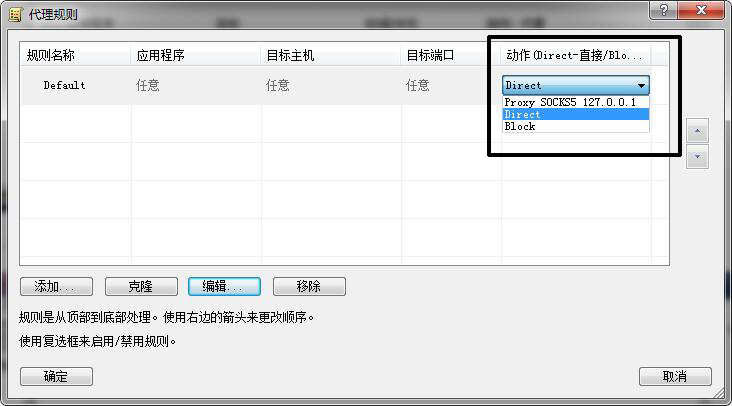 代理规则
规则名称 应用程序 目标主机 目标端口 动作(Direct-直接/Blo...
Default 任意 任意 任意 Direct
Proxy SOCKS5 127.0.0.1
Direct
Block
添加... 克隆 编辑... 移除
规则是从顶部到底部处理。使用右边的箭头来更改顺序。
使用复选框来启用/禁用规则。
确定 取消